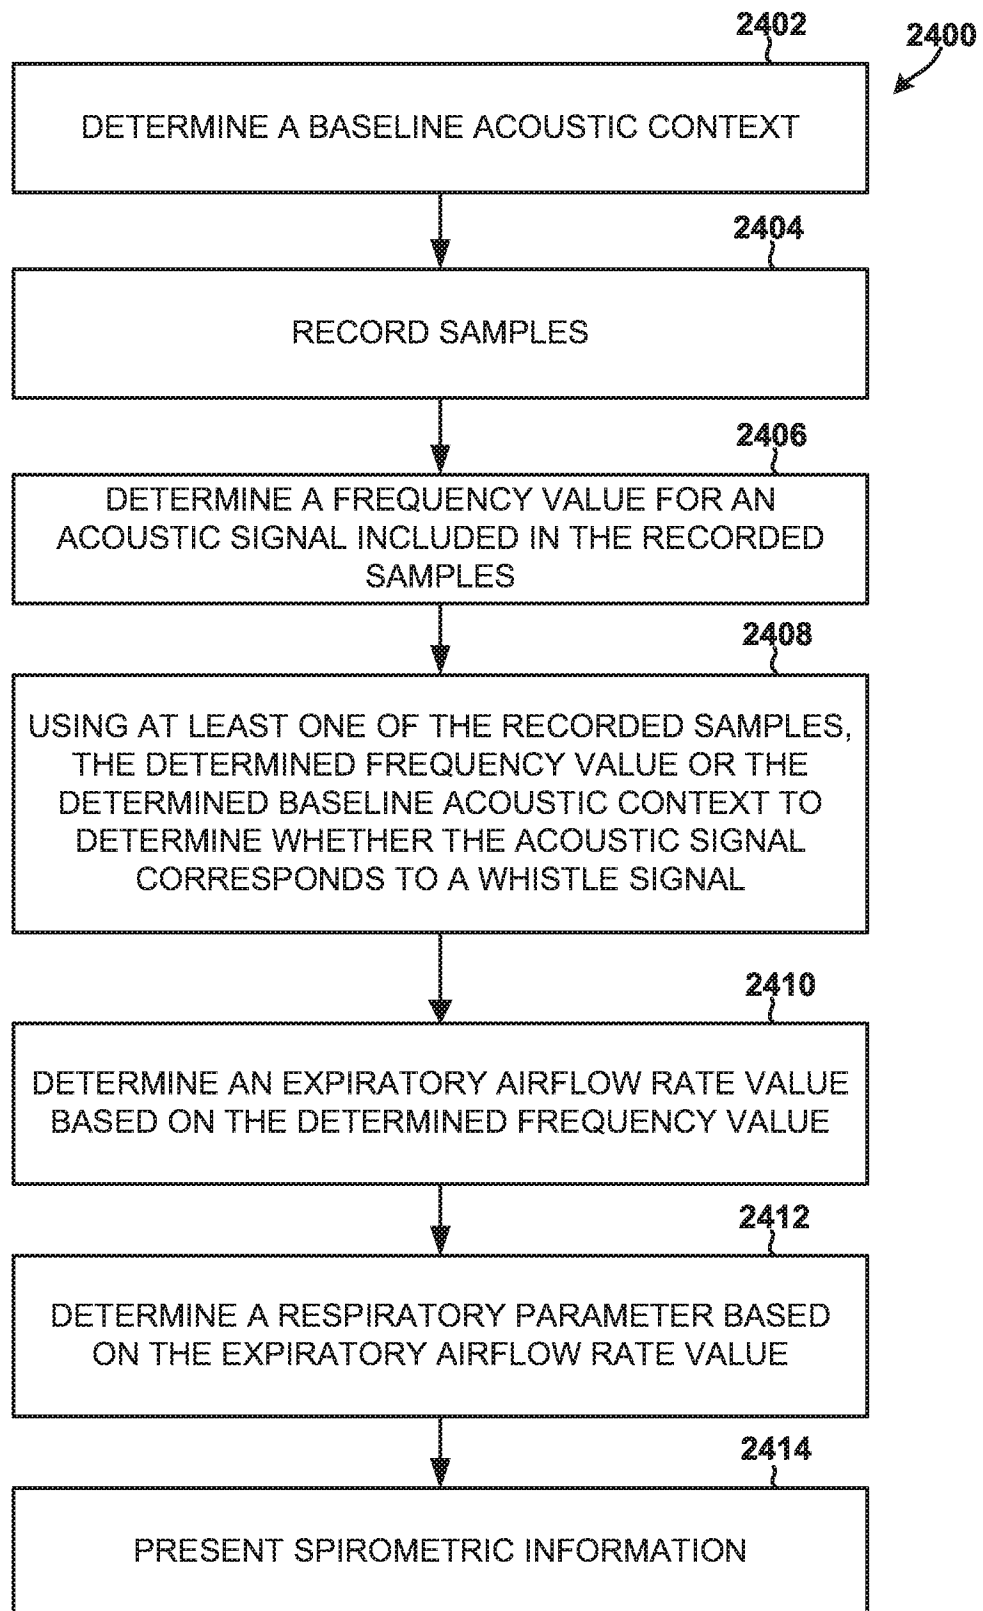 2402
2400
DETERMINE A BASELINE ACOUSTIC CONTEXT
2404
RECORD SAMPLES
2406
DETERMINE A FREQUENCY VALUE FOR AN
ACOUSTIC SIGNAL INCLUDED IN THE RECORDED
SAMPLES
2408
USING AT LEAST ONE OF THE RECORDED SAMPLES,
THE DETERMINED FREQUENCY VALUE OR THE
DETERMINED BASELINE ACOUSTIC CONTEXT TO
DETERMINE WHETHER THE ACOUSTIC SIGNAL
CORRESPONDS TO A WHISTLE SIGNAL
2410
DETERMINE AN EXPIRATORY AIRFLOW RATE VALUE
BASED ON THE DETERMINED FREQUENCY VALUE
2412
DETERMINE A RESPIRATORY PARAMETER BASED
ON THE EXPIRATORY AIRFLOW RATE VALUE
2414
PRESENT SPIROMETRIC INFORMATION